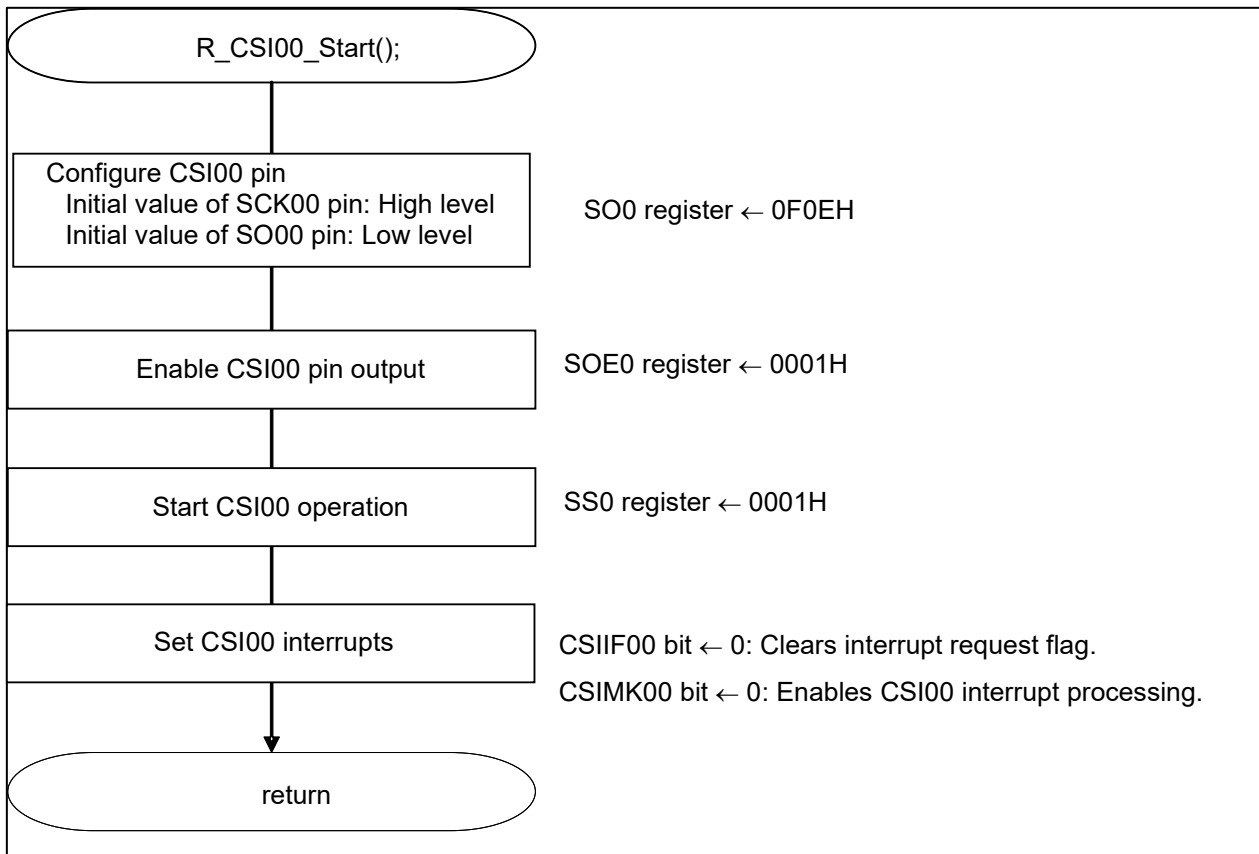 R_CSI00_Start();
Configure CSI00 pin
Initial value of SCK00 pin: High level
Initial value of SO00 pin: Low level
SO0 register ← 0F0EH
Enable CSI00 pin output
SOE0 register ← 0001H
Start CSI00 operation
SS0 register ← 0001H
Set CSI00 interrupts
CSIIF00 bit ← 0: Clears interrupt request flag.
CSIMK00 bit ← 0: Enables CSI00 interrupt processing.
return